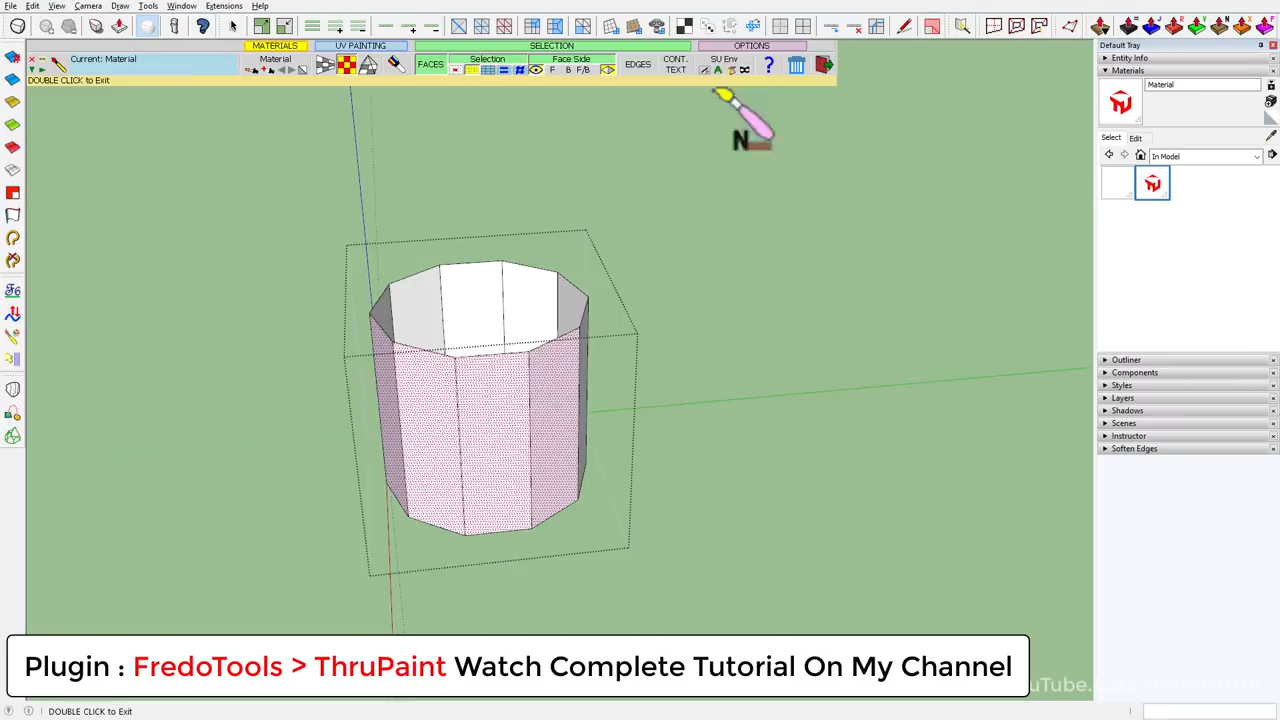 File Edit View Camera Draw Tools Window Extensions Help
Default Tray
MATERIALS UV PAINTING SELECTION OPTIONS
Entity Info
Current: Material Material Face Side CONT. SU Env
Selection
FACES EDGES TEXT
F B F/B
Materials
DOUBLE CLICK to Exit
Material
N
Select Edit
In Model
Outliner
Components
Styles
Layers
Shadows
Scenes
Instructor
Soften Edges
Plugin : FredoTools > ThruPaint Watch Complete Tutorial On My Channel
DOUBLE CLICK to Exit